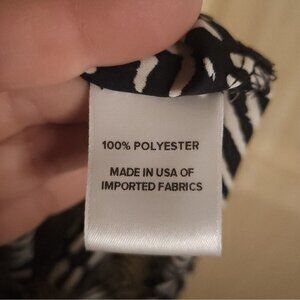 100% POLYESTER
MADE IN USA OF
IMPORTED FABRICS